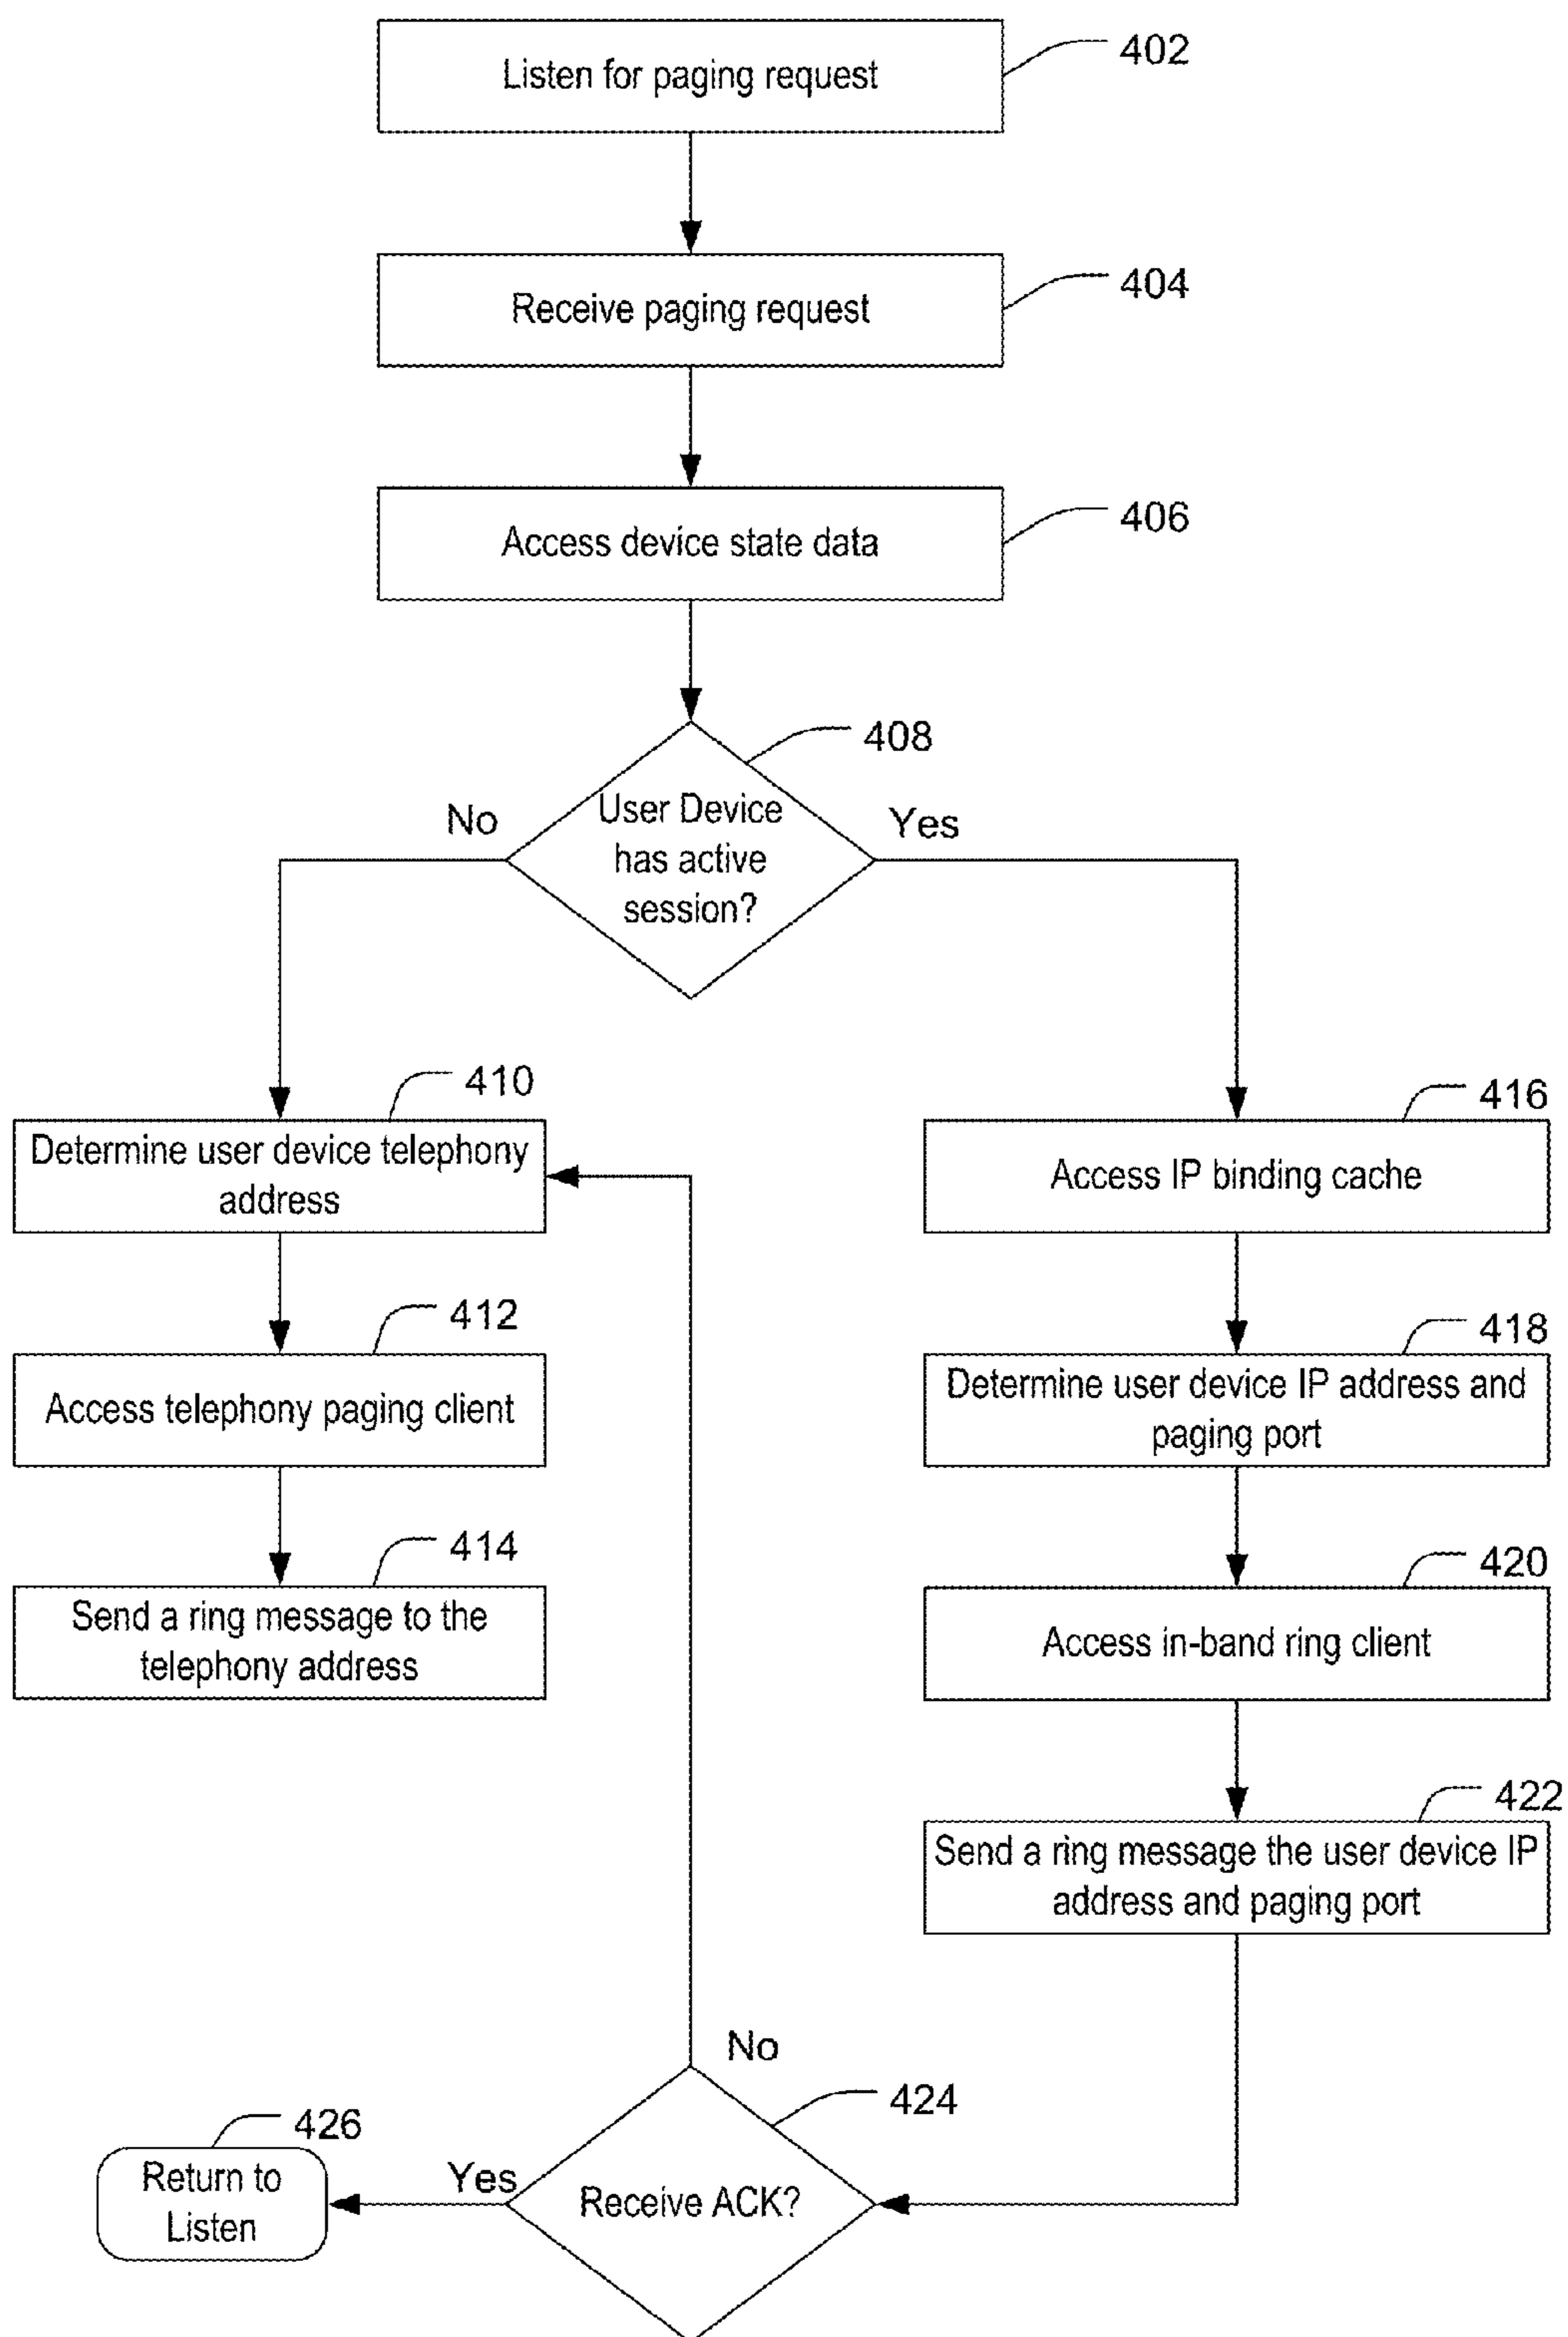 402
Listen for paging request
404
Receive paging request
406
Access device state data
408
No
Yes
User Device
has active
session?
410
Determine user device telephony
address
412
Access telephony paging client
414
Send a ring message to the
telephony address
416
Access IP binding cache
418
Determine user device IP address and
paging port
420
Access in-band ring client
422
Send a ring message the user device IP
address and paging port
No
424
Receive ACK?
Yes
426
Return to
Listen